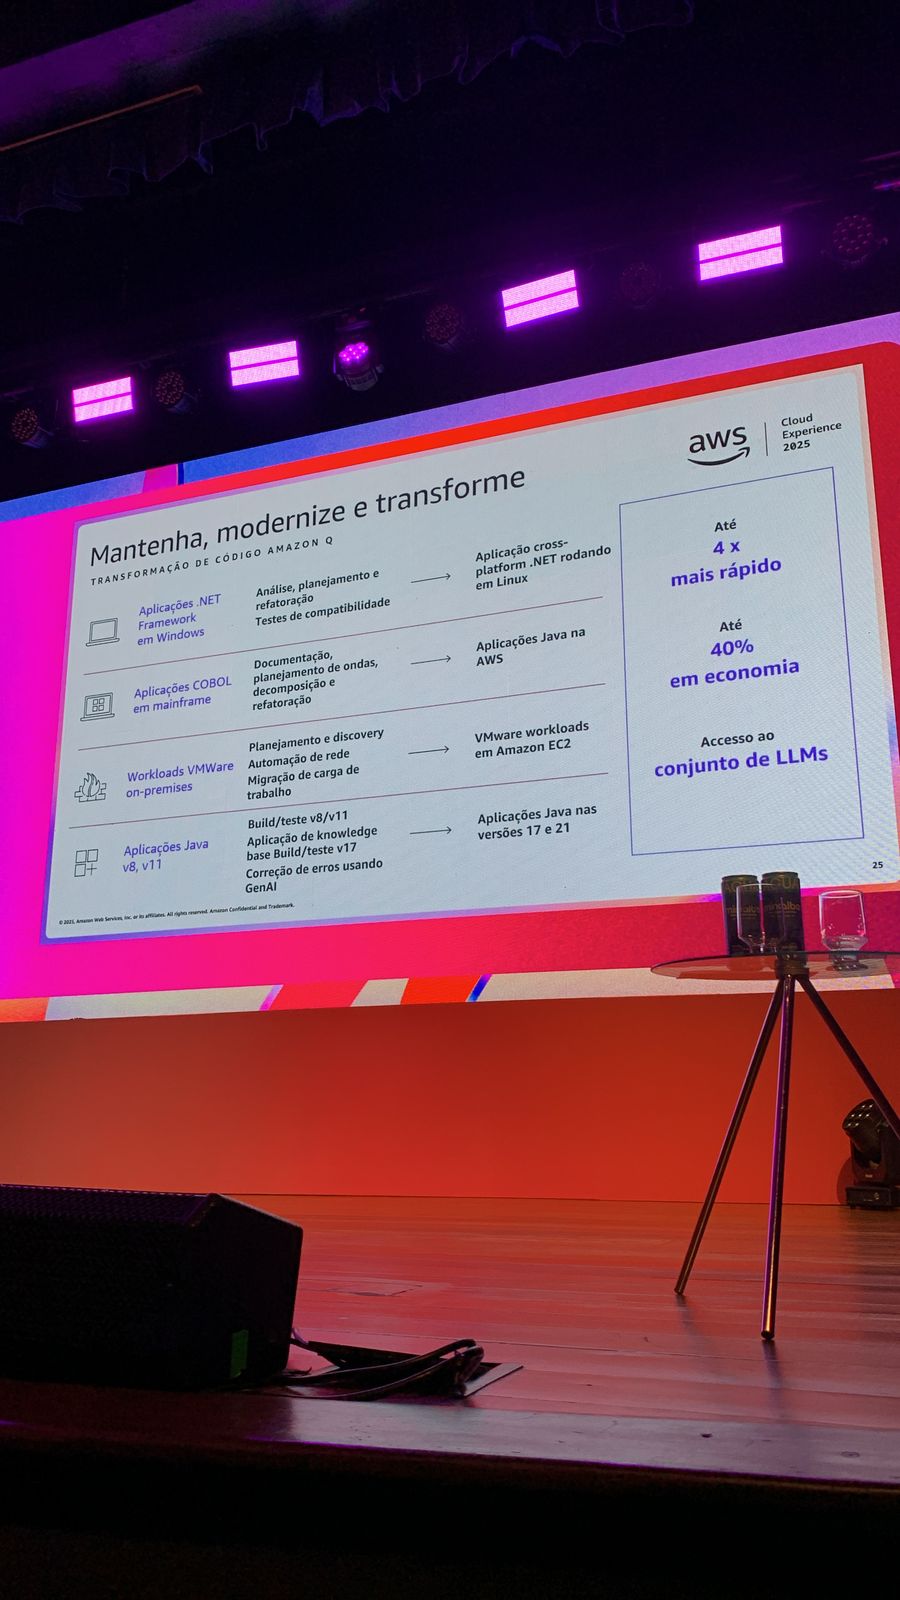 aws
Cloud
Experience
2025
Mantenha, modernize e transforme
TRANSFORMAÇÃO DE CÓDIGO AMAZON Q
Aplicações .NET
Framework
em Windows
Análise, planejamento e
refatoração
Testes de compatibilidade
Aplicação cross-
platform .NET rodando
em Linux
Aplicações COBOL
em mainframe
Documentação,
planejamento de ondas,
decomposição e
refatoração
Aplicações Java na
AWS
Workloads VMWare
on-premises
Planejamento e discovery
Automação de rede
Migração de carga de
trabalho
VMware workloads
em Amazon EC2
Aplicações Java
v8, v11
Build/teste v8/v11
Aplicação de knowledge
base Build/teste v17
Correção de erros usando
GenAI
Aplicações Java nas
versões 17 e 21
Até
4 x
mais rápido
Até
40%
em economia
Accesso ao
conjunto de LLMs
25
© 2025, Amazon Web Services, Inc. or its affiliates. All rights reserved. Amazon Confidential and Trademark.